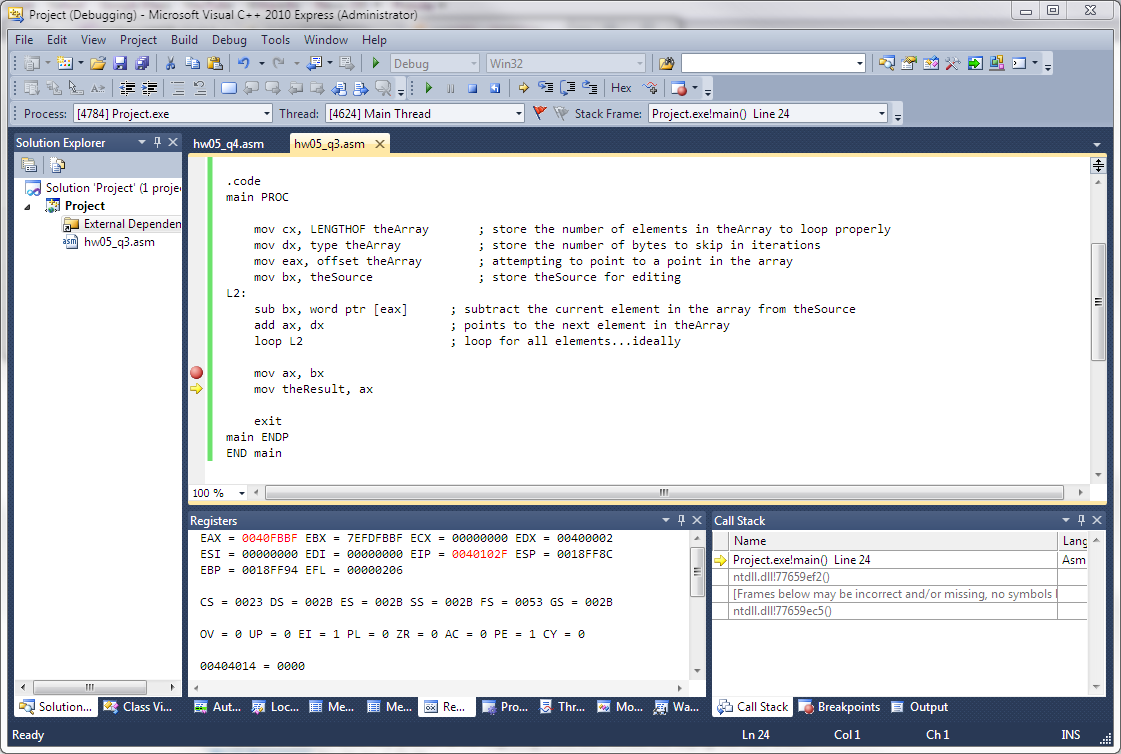 Project (Debugging) - Microsoft Visual C++ 2010 Express (Administrator)
File Edit View Project Build Debug Tools Window Help
Debug Win32
Hex
Process: [4784] Project.exe Thread: [4624] Main Thread Stack Frame: Project.exe!main() Line 24
Solution Explorer
hw05_q4.asm hw05_q3.asm
Solution 'Project' (1 proje
Project
External Dependen
hw05_q3.asm
.code
main PROC
mov cx, LENGTHOF theArray ; store the number of elements in theArray to loop properly
mov dx, type theArray ; store the number of bytes to skip in iterations
mov eax, offset theArray ; attempting to point to a point in the array
mov bx, theSource ; store theSource for editing
L2:
sub bx, word ptr [eax] ; subtract the current element in the array from theSource
add ax, dx ; points to the next element in theArray
loop L2 ; loop for all elements...ideally
mov ax, bx
mov theResult, ax
exit
main ENDP
END main
100 %
Registers
EAX = 0040FBBF EBX = 7EFDFBBF ECX = 00000000 EDX = 00400002
ESI = 00000000 EDI = 00000000 EIP = 0040102F ESP = 0018FF8C
EBP = 0018FF94 EFL = 00000206
CS = 0023 DS = 002B ES = 002B SS = 002B FS = 0053 GS = 002B
OV = 0 UP = 0 EI = 1 PL = 0 ZR = 0 AC = 0 PE = 1 CY = 0
00404014 = 0000
Call Stack
Name Lang
Project.exe!main() Line 24 Asm
ntdll.dll!77659ef2()
[Frames below may be incorrect and/or missing, no symbols l
ntdll.dll!77659ec5()
Solution... Class Vi... Aut... Loc... Me... Me... Re... Pro... Thr... Mo... Wa... Call Stack Breakpoints Output
Ready Ln 24 Col 1 Ch 1 INS